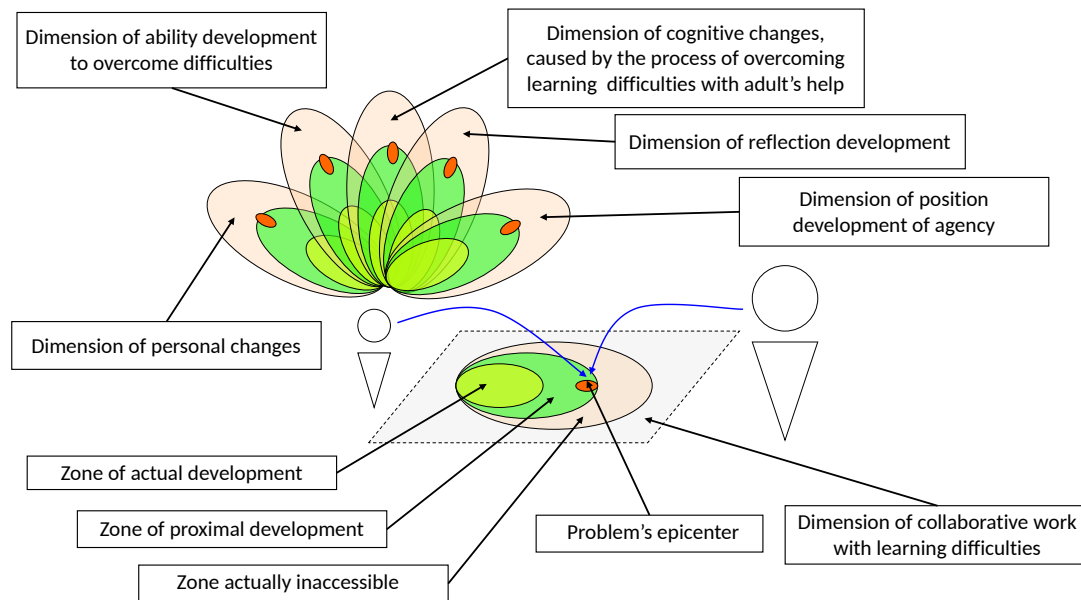 Dimension of ability development
to overcome difficulties
Dimension of cognitive changes,
caused by the process of overcoming
learning difficulties with adult's help
Dimension of reflection development
Dimension of position
development of agency
Dimension of personal changes
Zone of actual development
Zone of proximal development
Zone actually inaccessible
Problem's epicenter
Dimension of collaborative work
with learning difficulties